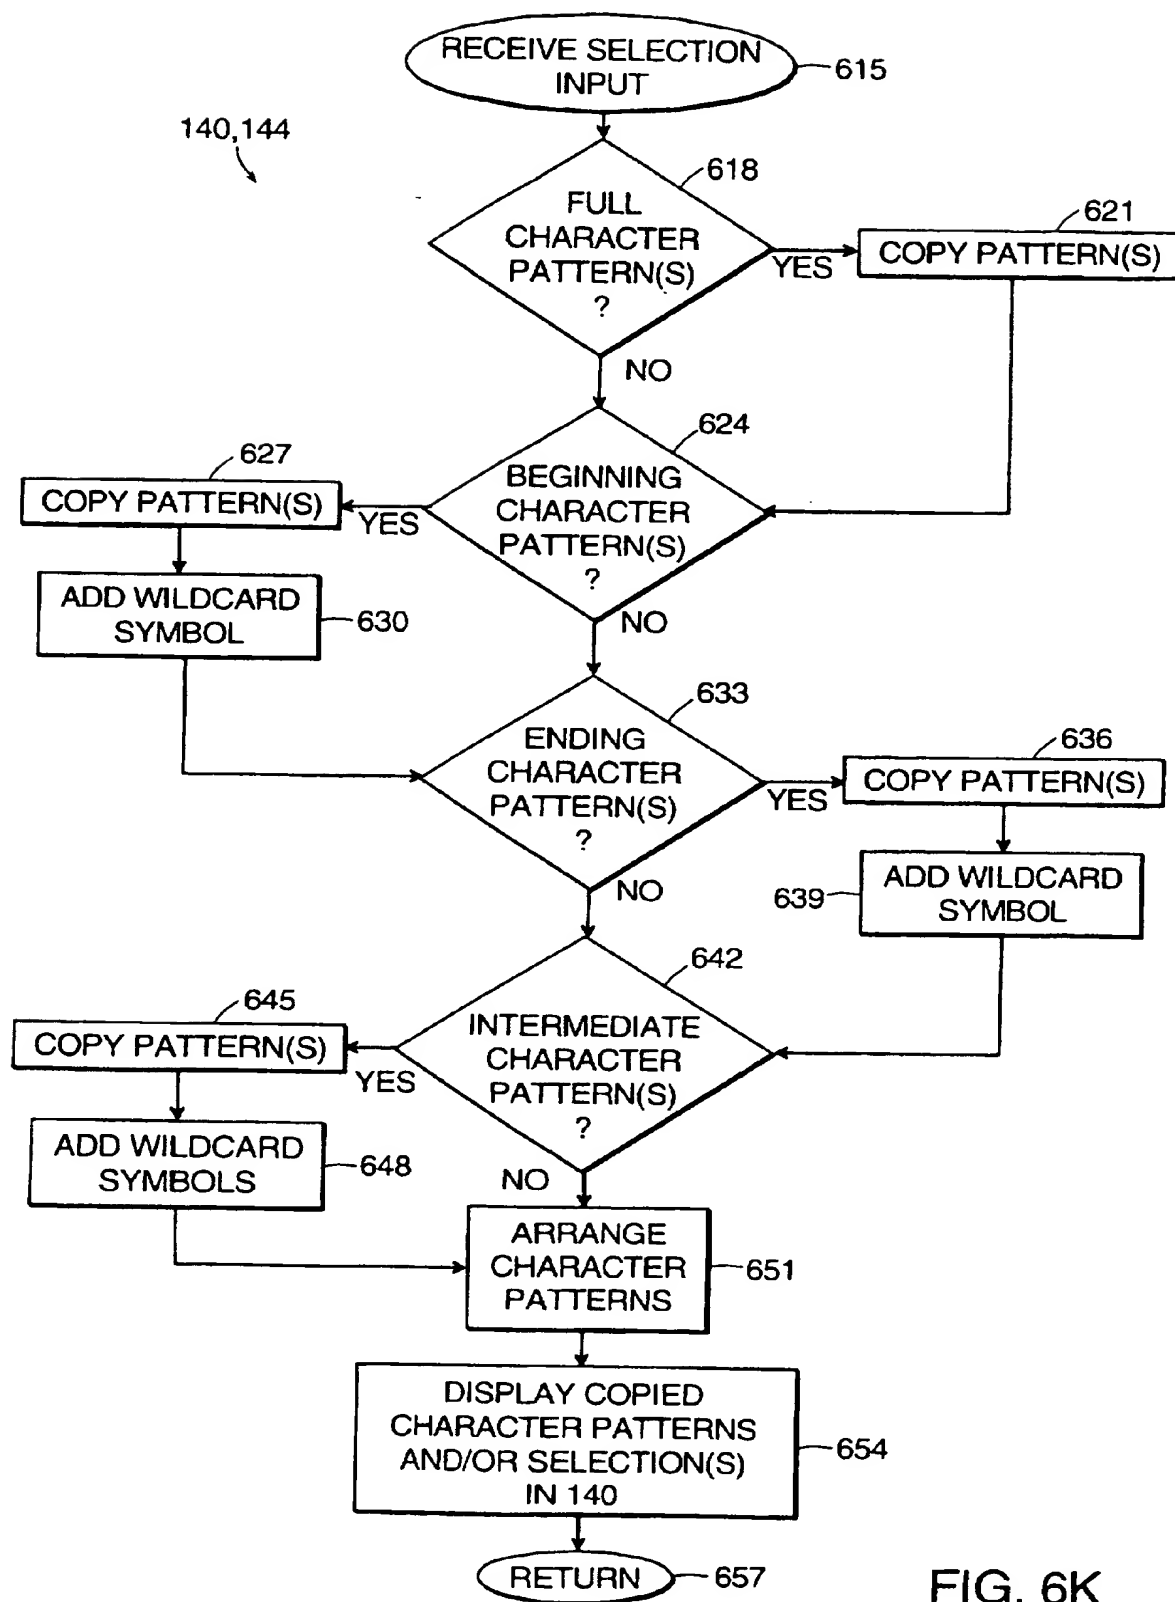 RECEIVE SELECTION
INPUT
615
140,144
618
FULL
CHARACTER
PATTERN(S)
?
YES
621
COPY PATTERN(S)
NO
624
BEGINNING
CHARACTER
PATTERN(S)
?
YES
627
COPY PATTERN(S)
ADD WILDCARD
SYMBOL
630
NO
633
ENDING
CHARACTER
PATTERN(S)
?
YES
636
COPY PATTERN(S)
639
ADD WILDCARD
SYMBOL
NO
642
INTERMEDIATE
CHARACTER
PATTERN(S)
?
YES
645
COPY PATTERN(S)
ADD WILDCARD
SYMBOLS
648
NO
ARRANGE
CHARACTER
PATTERNS
651
DISPLAY COPIED
CHARACTER PATTERNS
AND/OR SELECTION(S)
IN 140
654
RETURN
657
FIG. 6K